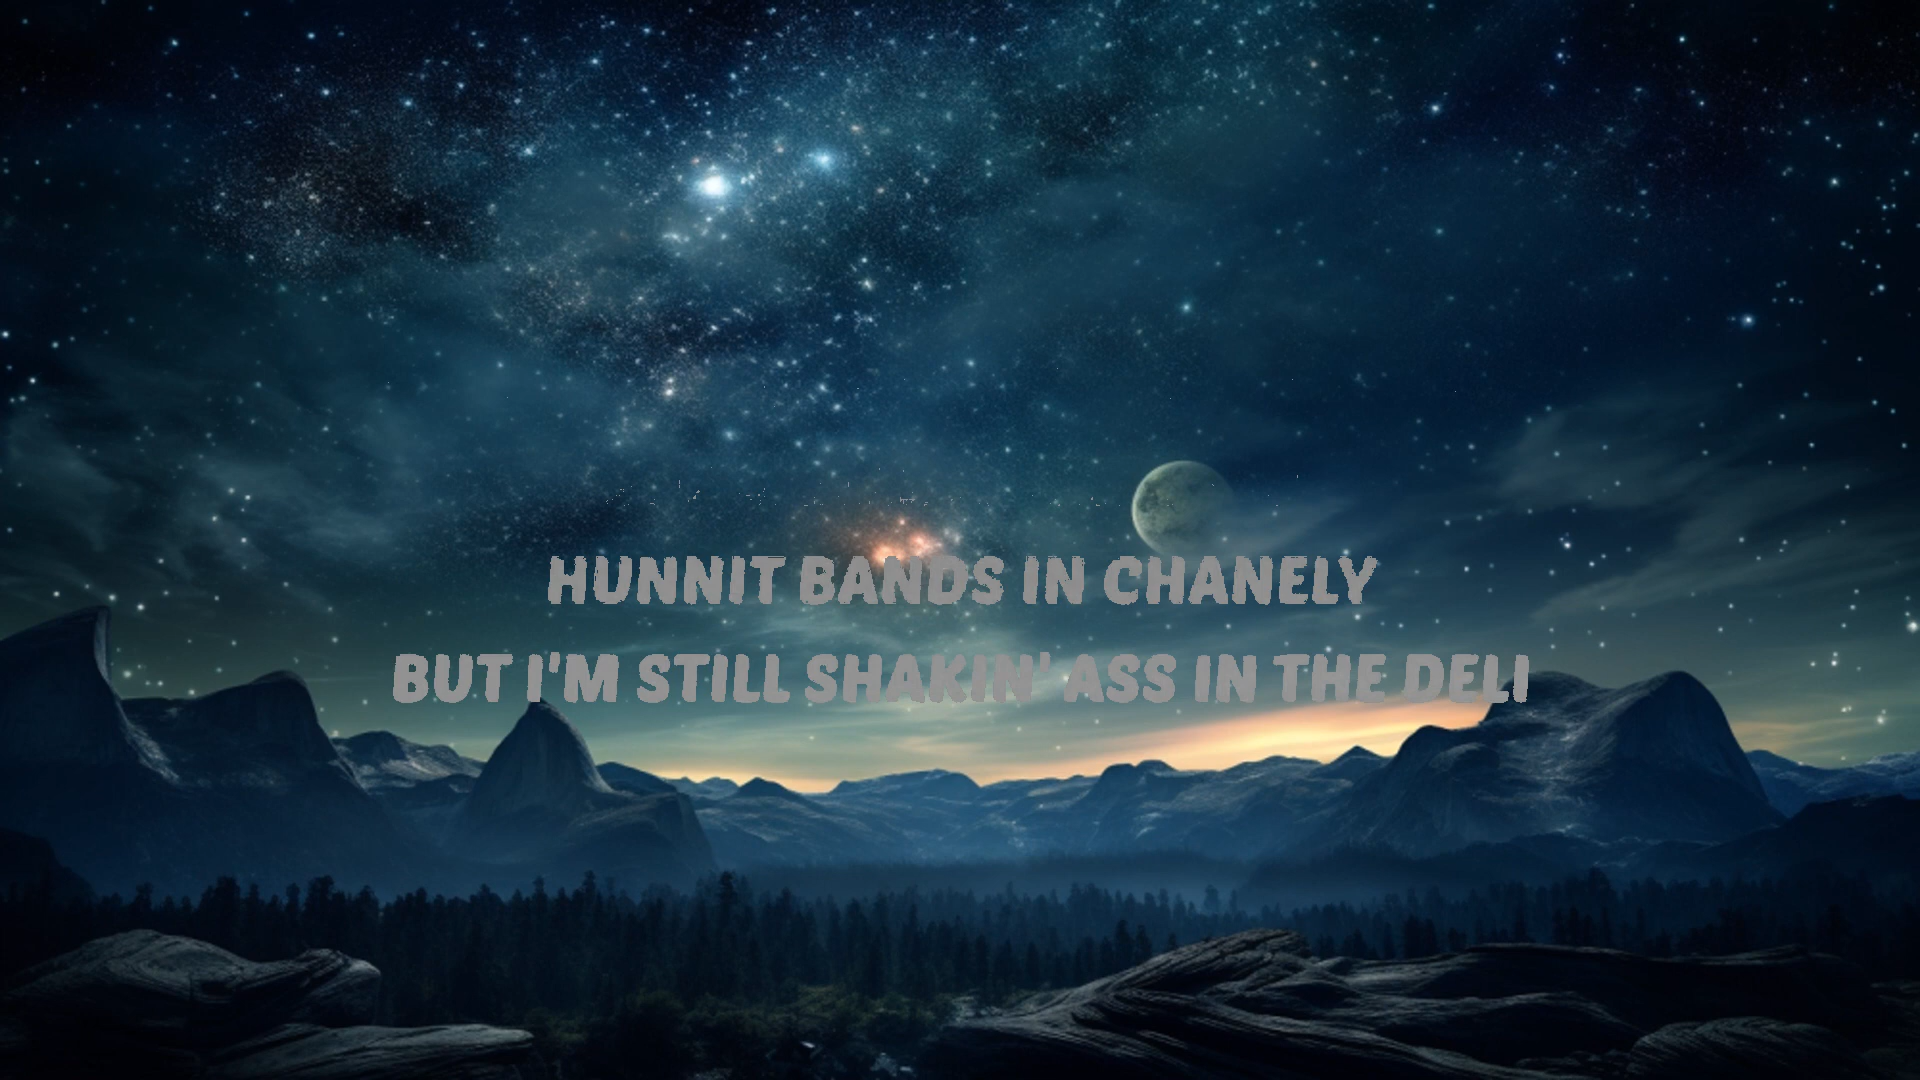 HUNNIT BANDS IN CHANELY
BUT I'M STILL SHAKIN' ASS IN THE DELI